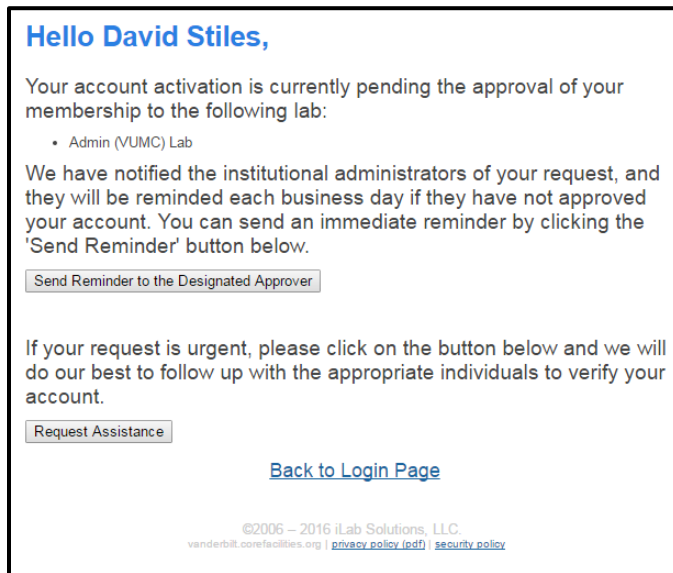 Hello David Stiles,
Your account activation is currently pending the approval of your
membership to the following lab:
• Admin (VUMC) Lab
We have notified the institutional administrators of your request, and
they will be reminded each business day if they have not approved
your account. You can send an immediate reminder by clicking the
'Send Reminder' button below.
Send Reminder to the Designated Approver
If your request is urgent, please click on the button below and we will
do our best to follow up with the appropriate individuals to verify your
account.
Request Assistance
Back to Login Page
©2006 – 2016 iLab Solutions, LLC.
vanderbilt.corefacilities.org | privacy policy (pdf) | security policy